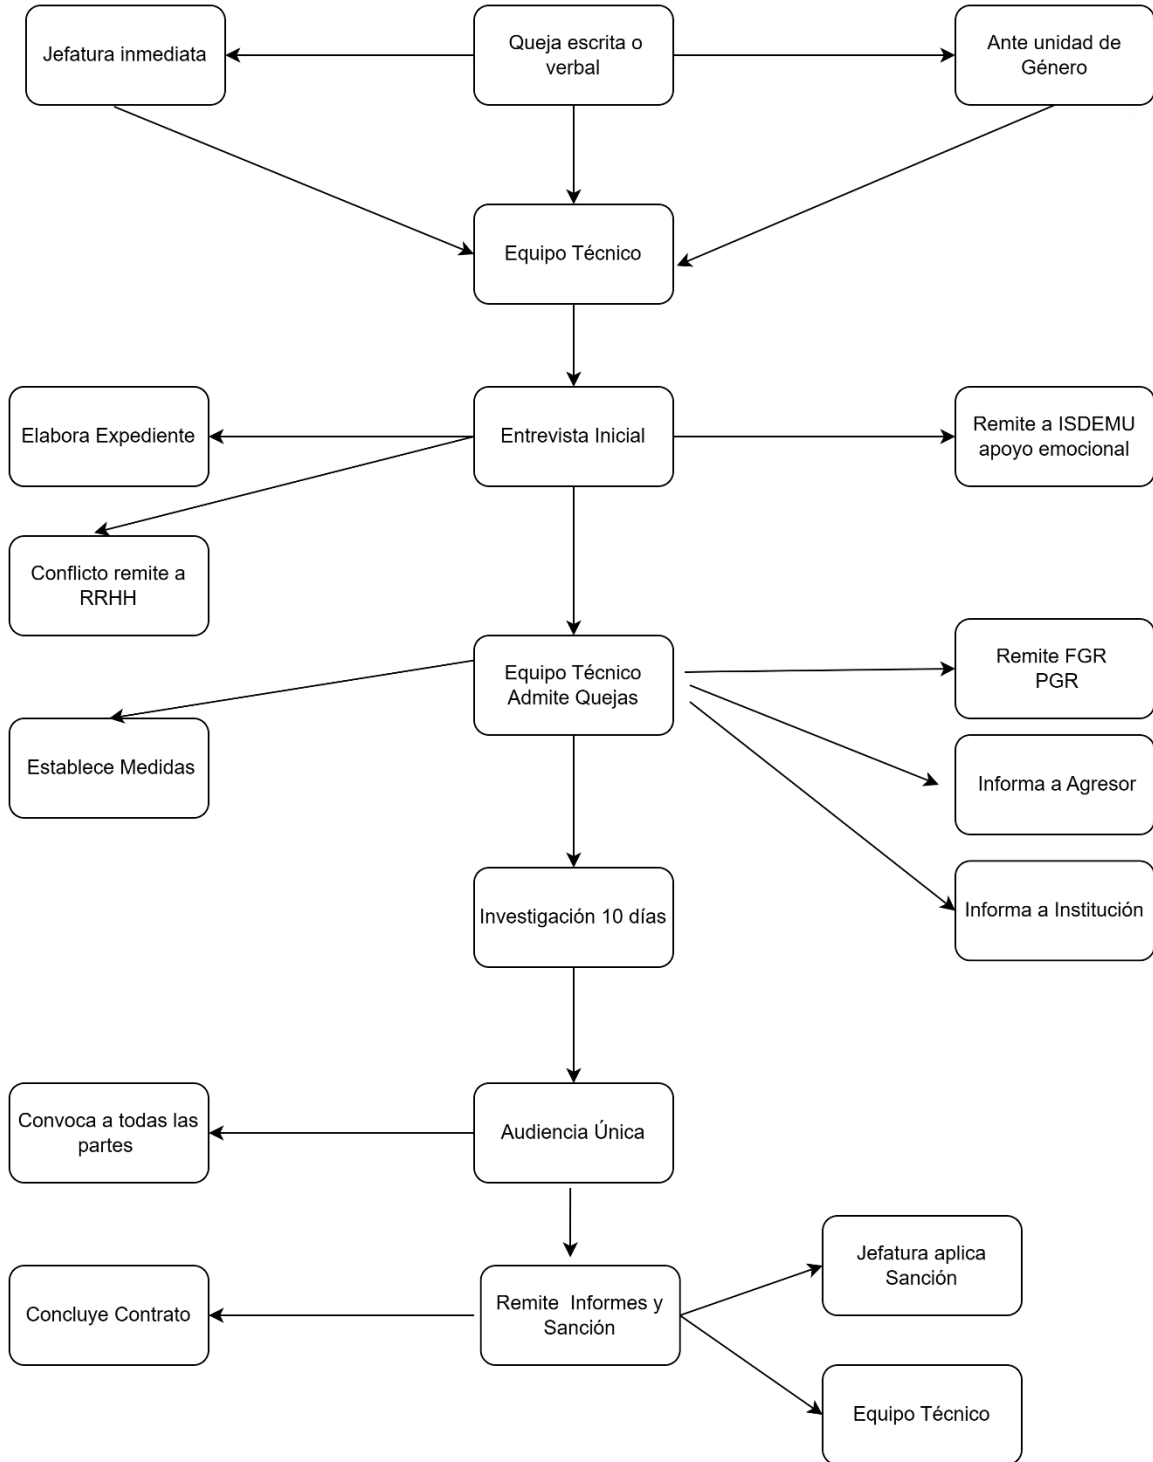 Jefatura inmediata
Queja escrita o
verbal
Ante unidad de
Género
Equipo Técnico
Elabora Expediente
Entrevista Inicial
Remite a ISDEMU
apoyo emocional
Conflicto remite a
RRHH
Equipo Técnico
Admite Quejas
Remite FGR
PGR
Establece Medidas
Informa a Agresor
Investigación 10 días
Informa a Institución
Convoca a todas las
partes
Audiencia Única
Jefatura aplica
Sanción
Concluye Contrato
Remite Informes y
Sanción
Equipo Técnico